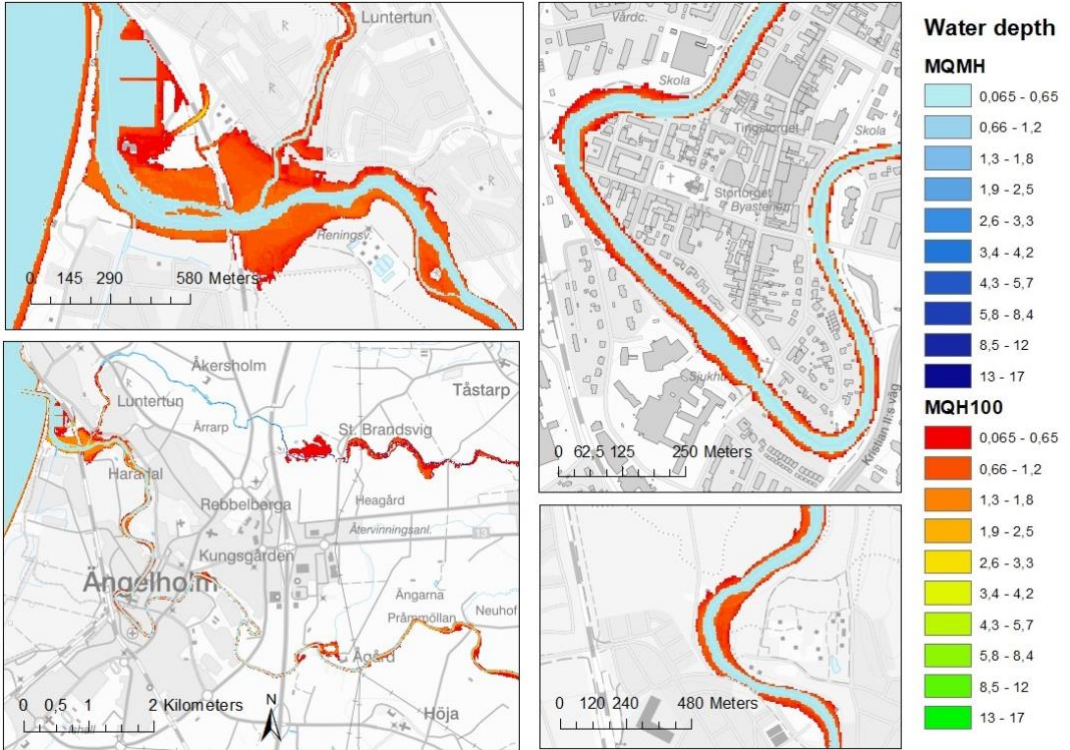 Luntertun
R
R
R
Reningsv.
0 145 290 580 Meters
Vårdc.
Skola
Tingstorget
Skola
Stortorget
Byastenen
Sjukhu
Kristian II:s väg
0 62,5 125 250 Meters
Åkersholm
Tåstarp
Luntertun
Ärrarp
St. Brandsvig
Rebbelberga
Heagård
Återvinningsanl.
13
Kungsgården
Ängelholm
Ängarna
Neuhof
Pråmmöllan
Ågård
Höja
N
0 0,5 1 2 Kilometers
0 120 240 480 Meters
Water depth
MQMH
0,065 - 0,65
0,66 - 1,2
1,3 - 1,8
1,9 - 2,5
2,6 - 3,3
3,4 - 4,2
4,3 - 5,7
5,8 - 8,4
8,5 - 12
13 - 17
MQH100
0,065 - 0,65
0,66 - 1,2
1,3 - 1,8
1,9 - 2,5
2,6 - 3,3
3,4 - 4,2
4,3 - 5,7
5,8 - 8,4
8,5 - 12
13 - 17